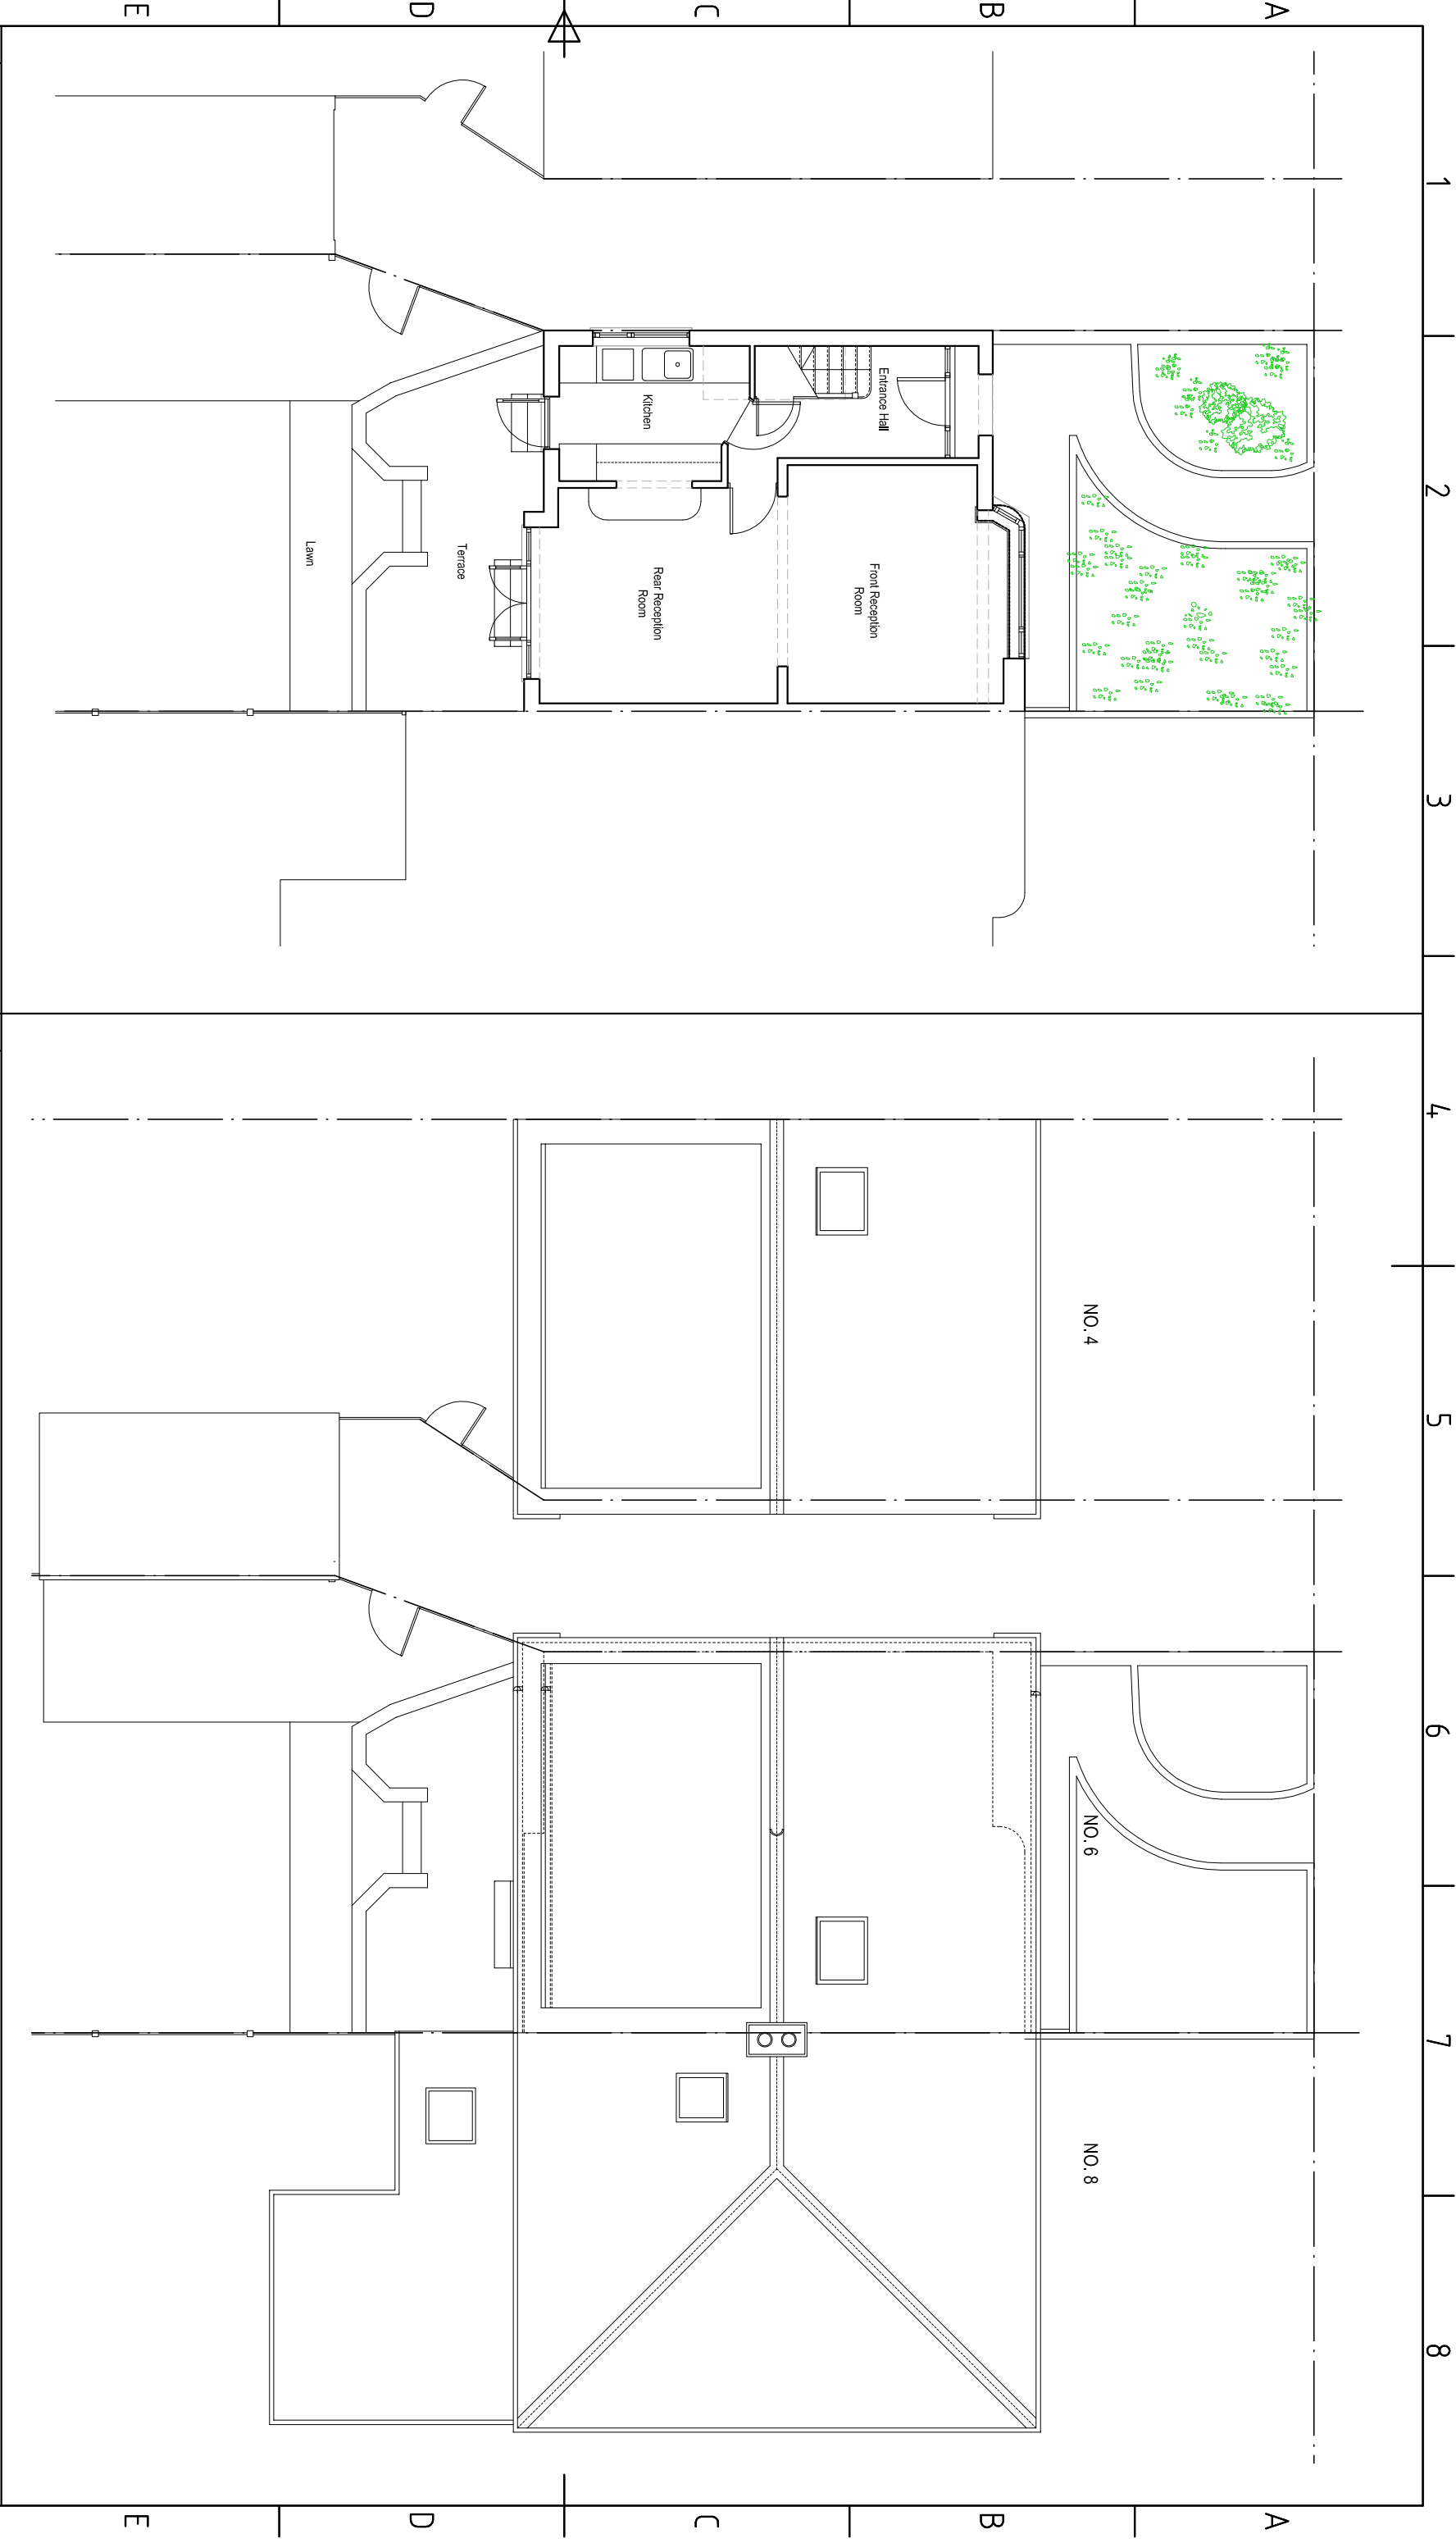 1
2
3
4
5
6
7
8
A
B
C
D
E
A
B
C
D
E
Entrance Hall
Kitchen
Front Reception
Room
Rear Reception
Room
Terrace
Lawn
NO. 4
NO. 6
NO. 8